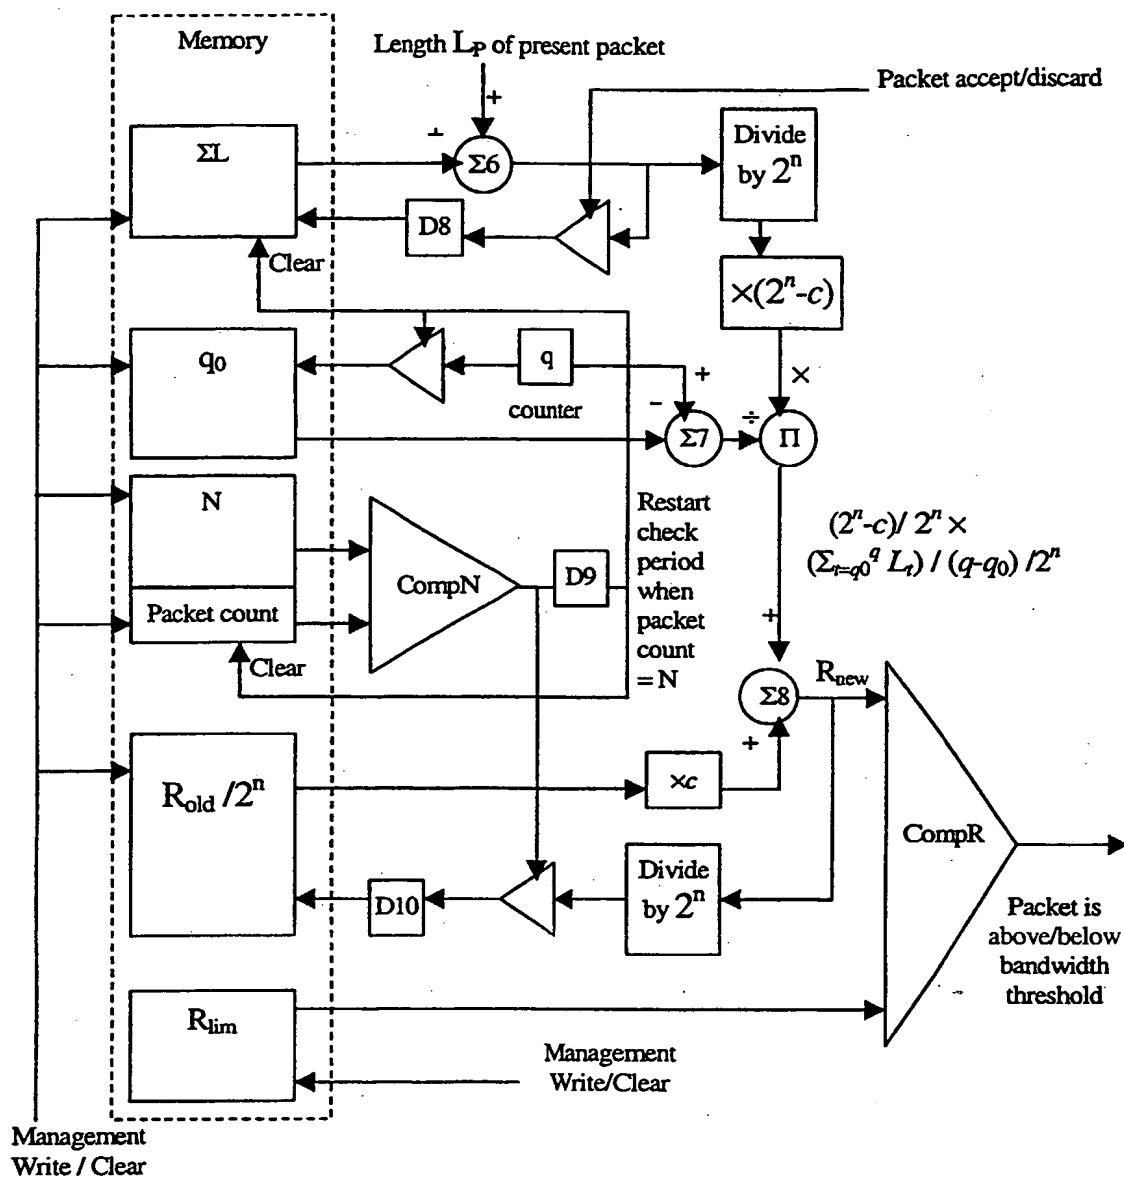 Memory
Length L_P of present packet
Packet accept/discard
+
+
ΣL
Σ6
Divide
by 2^n
D8
Clear
×(2^n-c)
q_0
q
counter
+
-
×
÷
Σ7
Π
N
Packet count
CompN
D9
Restart
check
period
when
packet
count
= N
(2^n-c)/ 2^n ×
(Σ_{t=q0}^q L_t) / (q-q_0) /2^n
Clear
+
Σ8
R_new
+
R_old /2^n
×c
CompR
D10
Divide
by 2^n
Packet is
above/below
bandwidth
threshold
R_lim
Management
Write/Clear
Management
Write / Clear